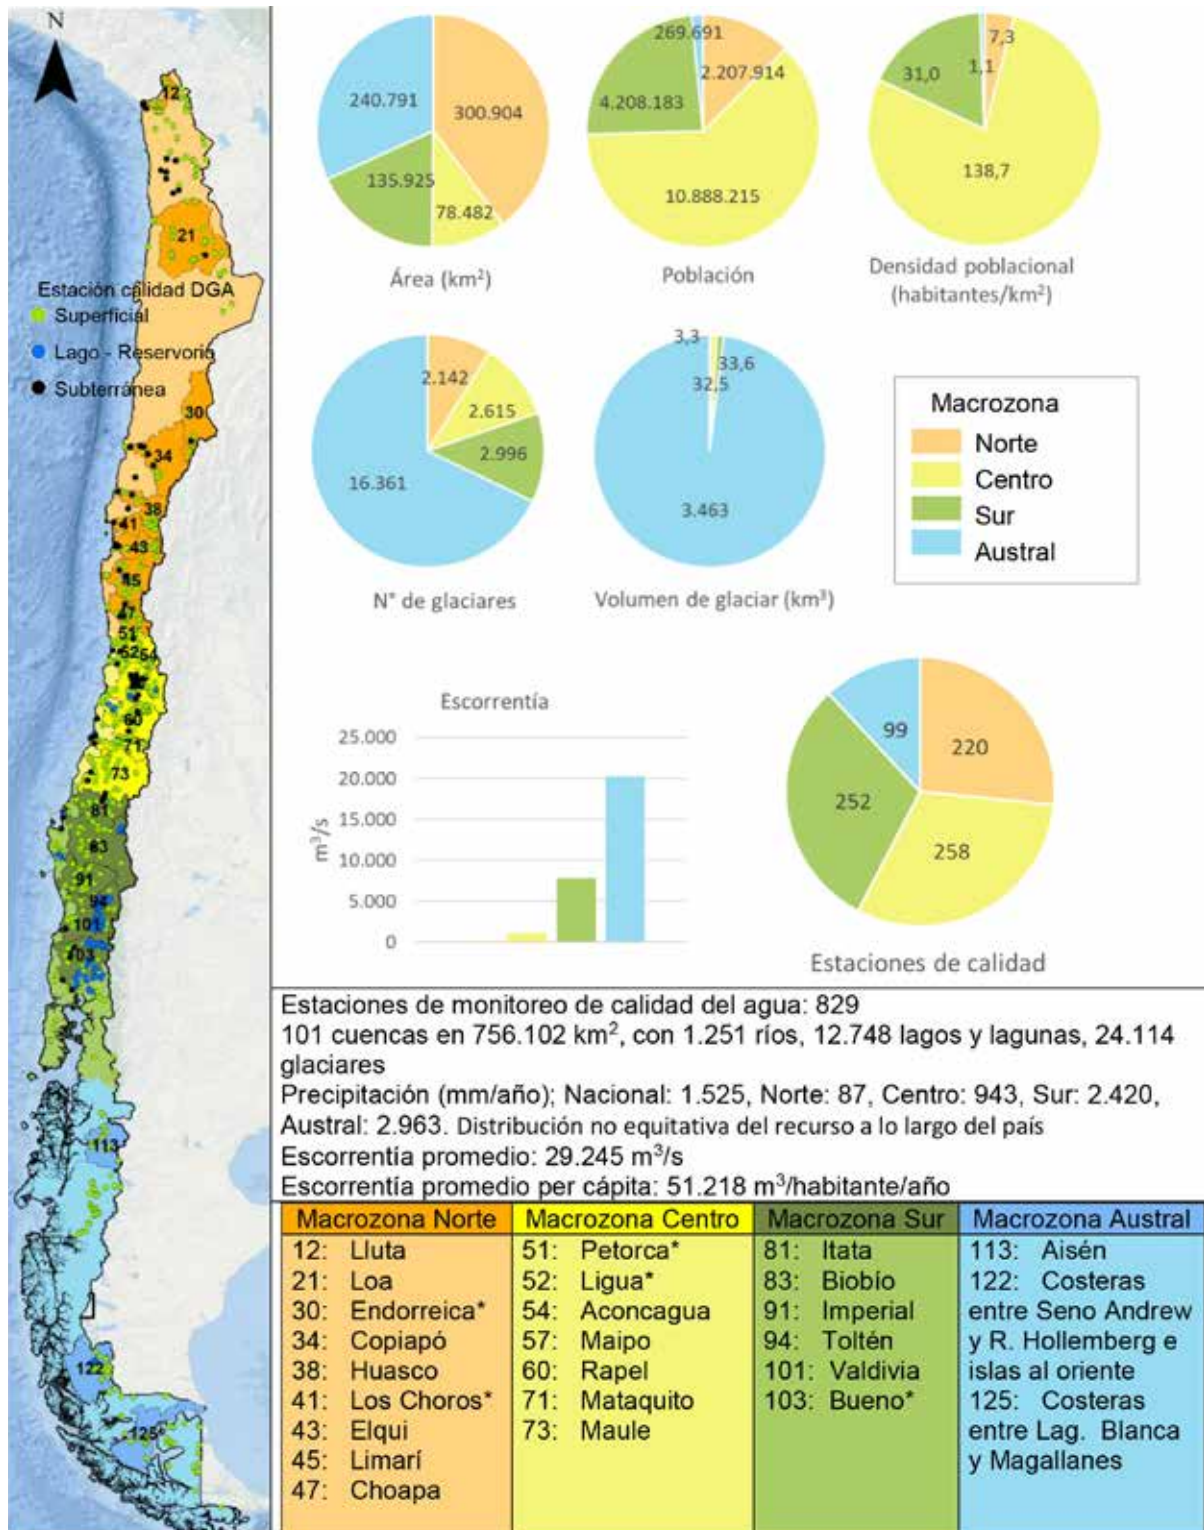 N
12
21
Estación calidad DGA
Superficial
Lago - Reservorio
Subterránea
30
34
38
41
43
45
47
51
52 54
60
71
73
81
83
91
94
101
103
113
122
125
240.791
300.904
135.925
78.482
Área (km²)
269.691
2.207.914
4.208.183
10.888.215
Población
7,3
1,1
31,0
138,7
Densidad poblacional
(habitantes/km²)
2.142
2.615
2.996
16.361
N° de glaciares
3,3
33,6
32,5
3.463
Volumen de glaciar (km³)
Macrozona
Norte
Centro
Sur
Austral
Escorrentía
25.000
20.000
15.000
10.000
5.000
0
m³/s
99
220
252
258
Estaciones de calidad
Estaciones de monitoreo de calidad del agua: 829
101 cuencas en 756.102 km², con 1.251 ríos, 12.748 lagos y lagunas, 24.114
glaciares
Precipitación (mm/año); Nacional: 1.525, Norte: 87, Centro: 943, Sur: 2.420,
Austral: 2.963. Distribución no equitativa del recurso a lo largo del país
Escorrentía promedio: 29.245 m³/s
Escorrentía promedio per cápita: 51.218 m³/habitante/año
Macrozona Norte
12: Lluta
21: Loa
30: Endorreica*
34: Copiapó
38: Huasco
41: Los Choros*
43: Elqui
45: Limarí
47: Choapa
Macrozona Centro
51: Petorca*
52: Ligua*
54: Aconcagua
57: Maipo
60: Rapel
71: Mataquito
73: Maule
Macrozona Sur
81: Itata
83: Biobío
91: Imperial
94: Toltén
101: Valdivia
103: Bueno*
Macrozona Austral
113: Aisén
122: Costeras
entre Seno Andrew
y R. Hollemberg e
islas al oriente
125: Costeras
entre Lag. Blanca
y Magallanes